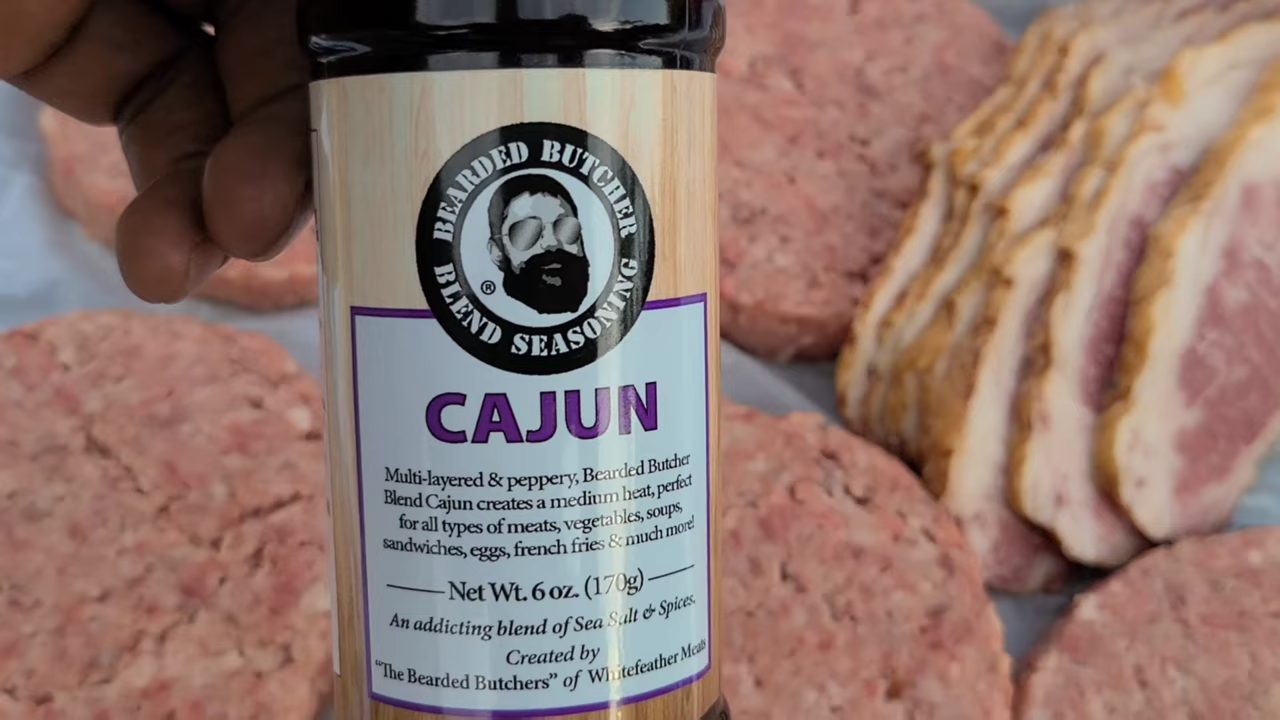 BEARDED BUTCHER
BLEND SEASONING
®
CAJUN
Multi-layered & peppery, Bearded Butcher
Blend Cajun creates a medium heat, perfect
for all types of meats, vegetables, soups,
sandwiches, eggs, french fries & much more!
Net Wt. 6 oz. (170g)
An addicting blend of Sea Salt & Spices.
Created by
“The Bearded Butchers” of Whitefeather Meats